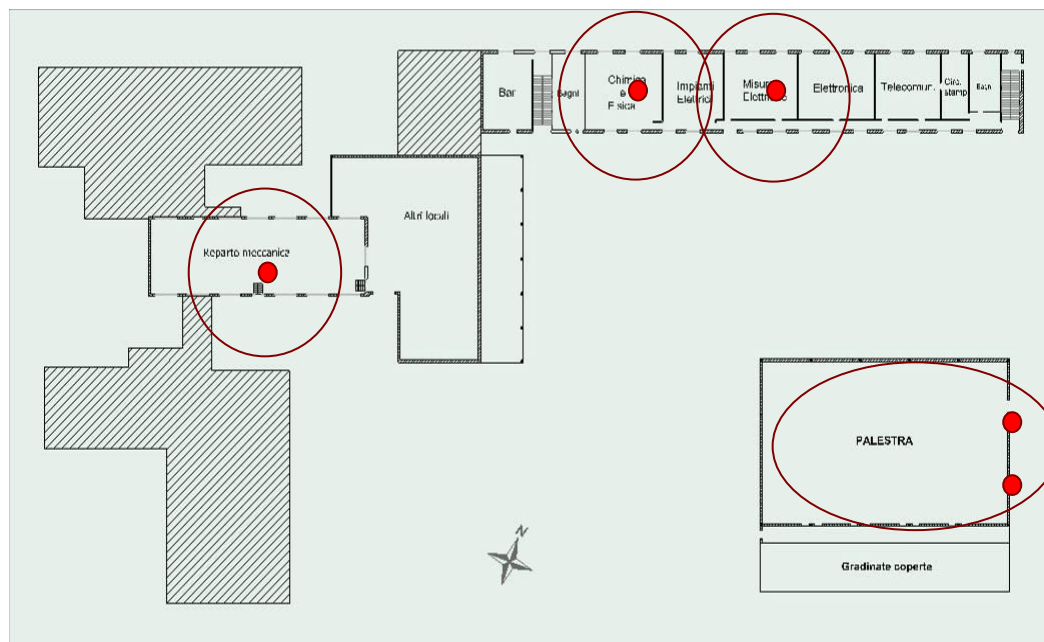 Bar
Bagni
Chimica
e
Fisica
Impianti
Elettrici
Misure
Elettriche
Elettronica
Telecomun.
Circ.
stamp
Bagni
Altri locali
Reparto meccanica
PALESTRA
N
Gradinate coperte